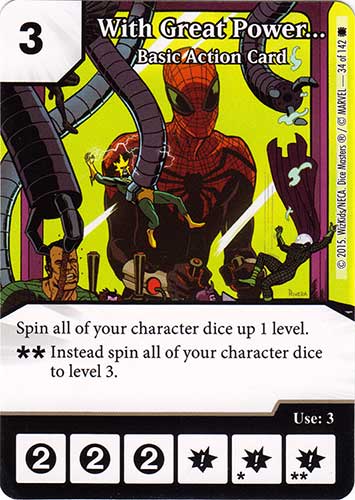 3
With Great Power...
Basic Action Card
© 2015. WizKids/NECA. Dice Masters ® / © MARVEL — 34 of 142
RIVERA
Spin all of your character dice up 1 level.
** Instead spin all of your character dice
to level 3.
Use: 3
2 2 2 ! ! !
* **